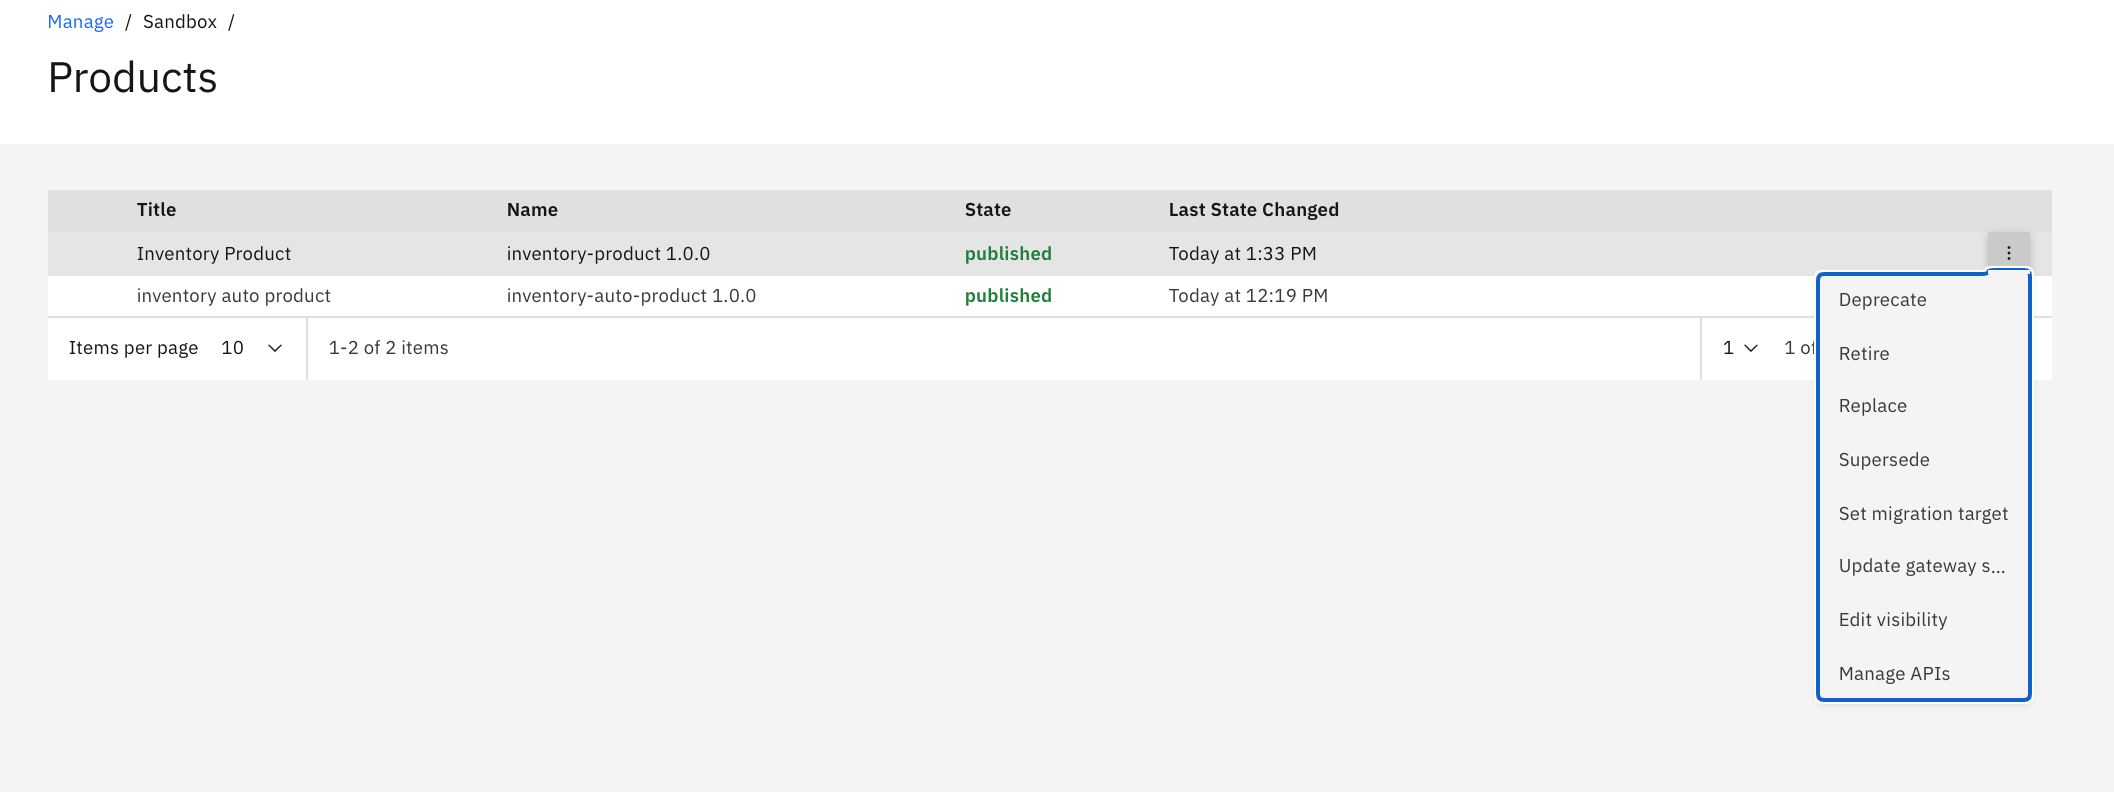 Manage / Sandbox /
Products
Title Name State Last State Changed
Inventory Product inventory-product 1.0.0 published Today at 1:33 PM
inventory auto product inventory-auto-product 1.0.0 published Today at 12:19 PM
Items per page 10 1-2 of 2 items 1 1 of
Deprecate
Retire
Replace
Supersede
Set migration target
Update gateway s...
Edit visibility
Manage APIs